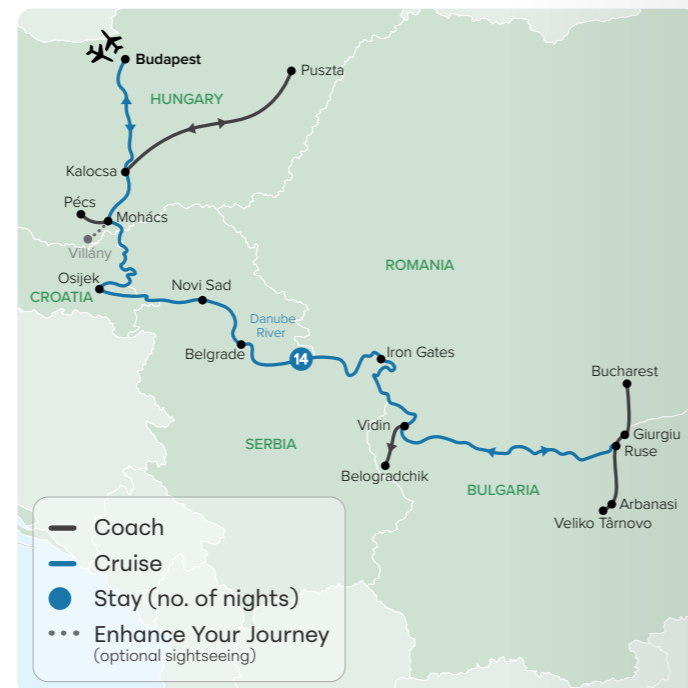 Budapest
Puszta
HUNGARY
Kalocsa
Pécs
Mohács
Villány
Osijek
CROATIA
Novi Sad
ROMANIA
Danube
River
Belgrade
14
Iron Gates
Bucharest
Vidin
Giurgiu
Ruse
SERBIA
Belogradchik
BULGARIA
Arbanasi
Veliko Târnovo
Coach
Cruise
Stay (no. of nights)
Enhance Your Journey
(optional sightseeing)